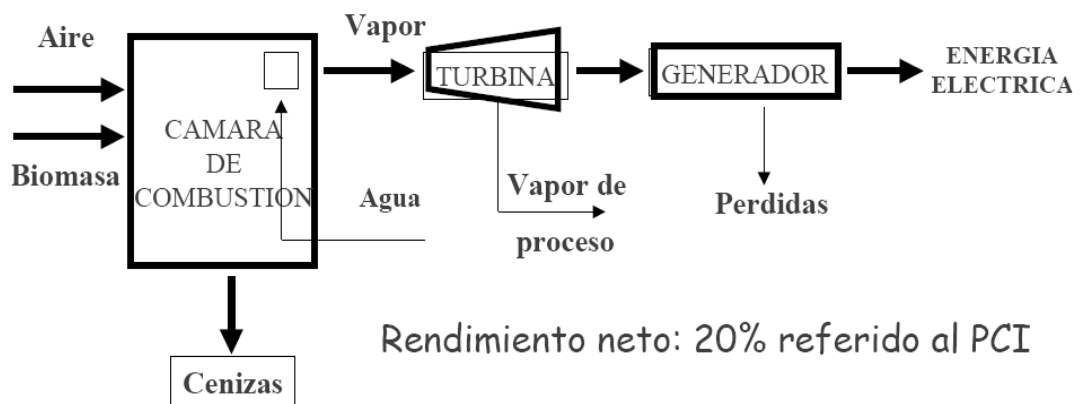 Aire
Biomasa
CAMARA
DE
COMBUSTION
Agua
Vapor
TURBINA
Vapor de
proceso
GENERADOR
Perdidas
ENERGIA
ELECTRICA
Cenizas
Rendimiento neto: 20% referido al PCI